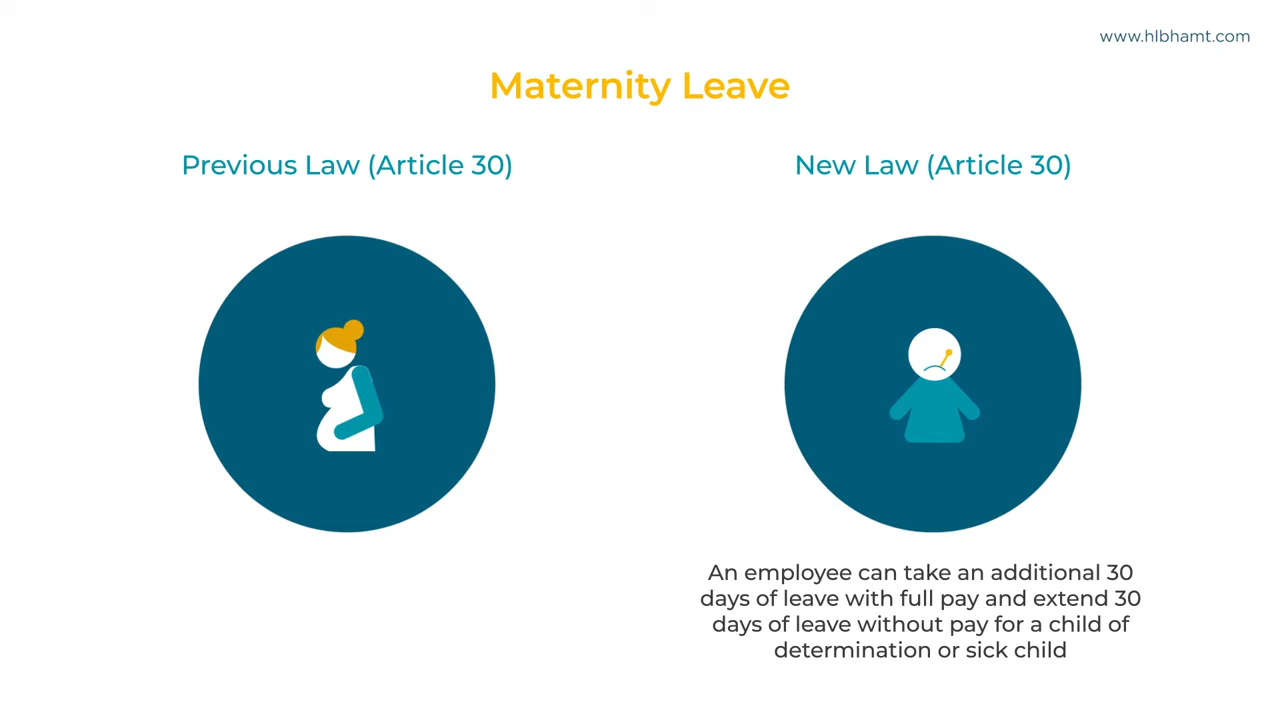 www.hlbhamt.com
Maternity Leave
Previous Law (Article 30)
New Law (Article 30)
An employee can take an additional 30
days of leave with full pay and extend 30
days of leave without pay for a child of
determination or sick child